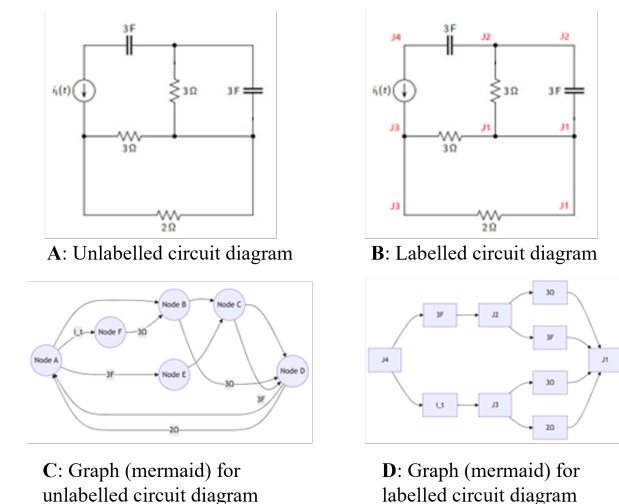 3F
i₁(t)
3Ω
3F
3Ω
2Ω
A: Unlabelled circuit diagram
3F
J4
J2
J2
i₁(t)
3Ω
3F
J3
J1
J1
3Ω
J3
J1
2Ω
B: Labelled circuit diagram
Node B
Node C
i_t
Node F
3Ω
Node A
3F
Node E
Node D
3Ω
3F
2Ω
C: Graph (mermaid) for
unlabelled circuit diagram
3Ω
3F
J2
3F
J4
J1
3Ω
i_t
J3
2Ω
D: Graph (mermaid) for
labelled circuit diagram